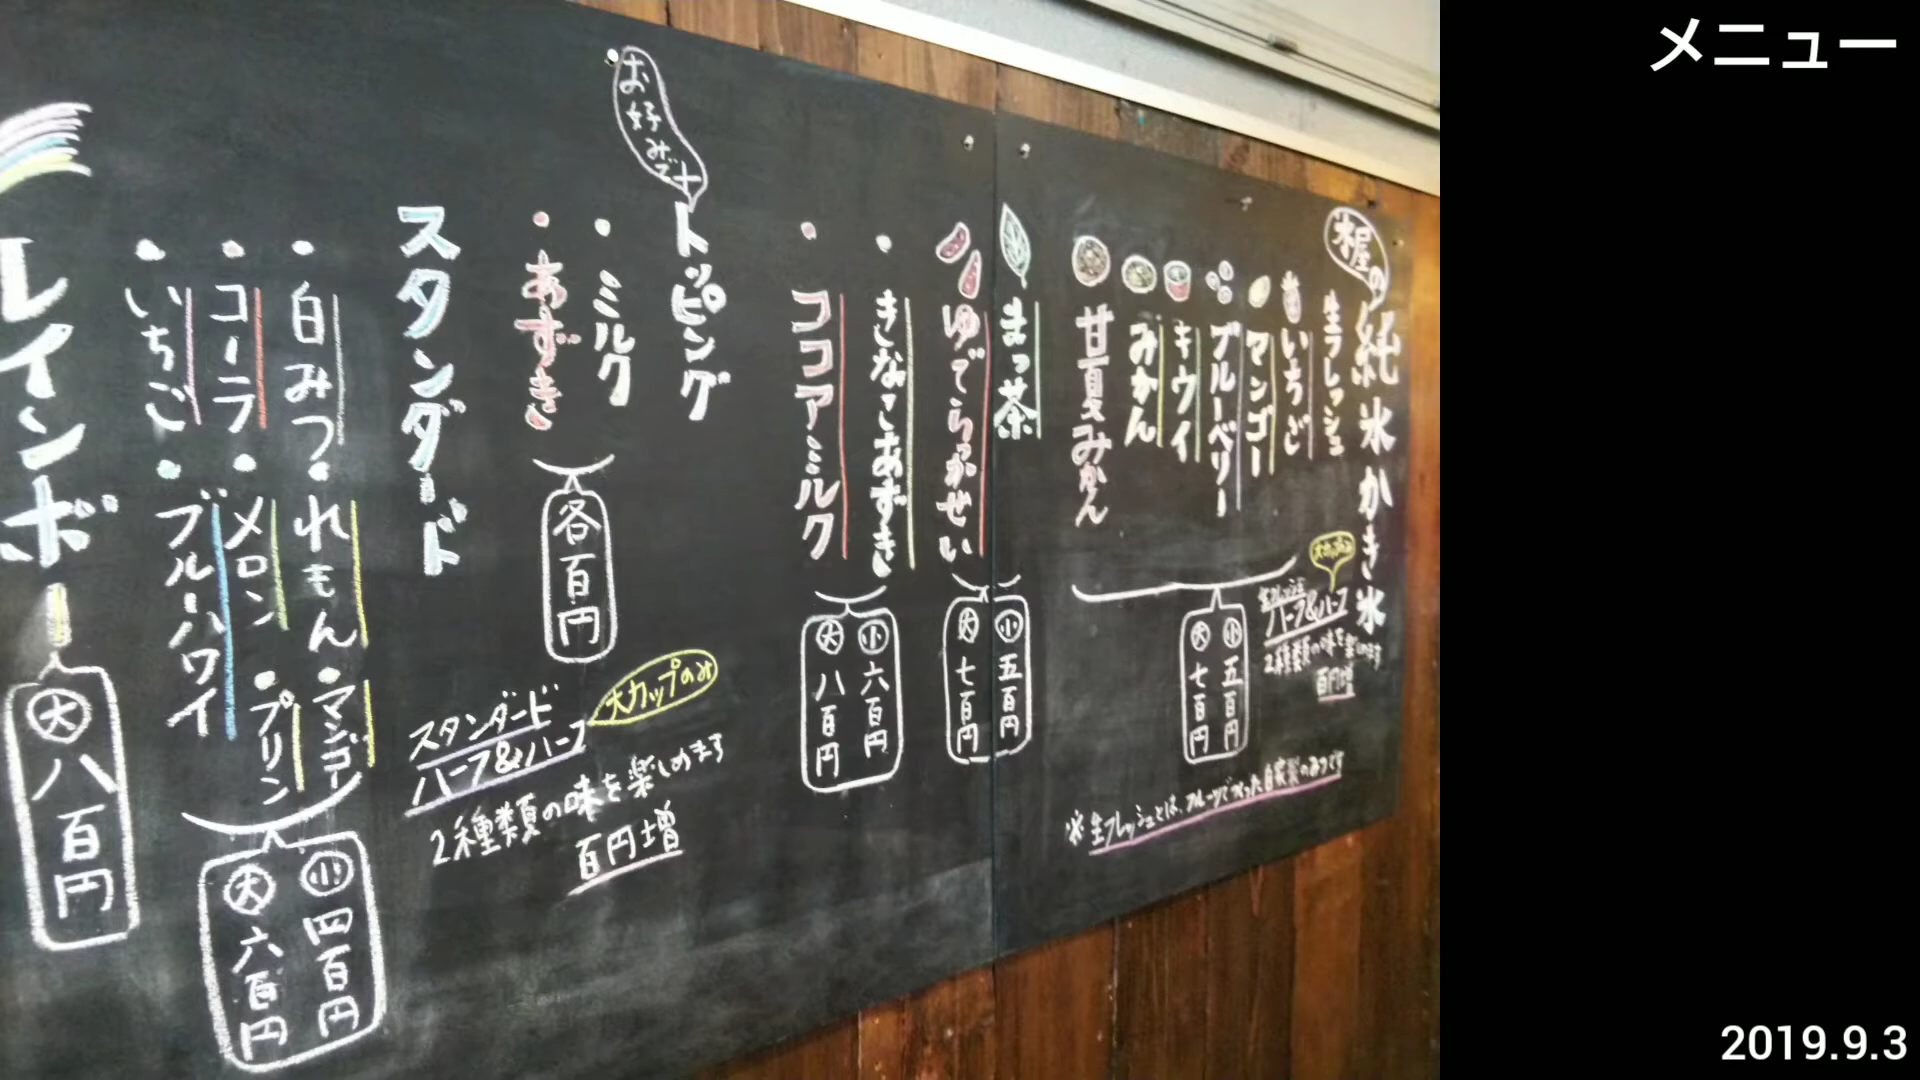 メニュー
氷屋の
純氷かき氷
生フレッシュ
いちご
マンゴー
ブルーベリー
キウイ
みかん
甘夏みかん
小 五百円
大 七百円
大カップのみ
生フレッシュ
ハーフ&ハーフ
2種類の味を楽しめます
百円増
※生フレッシュとは、フルーツでつくった自家製のみつです
まっ茶
ゆでらっかせい
小 五百円
大 七百円
・きなこあずき
・ココアミルク
小 六百円
大 八百円
お好みで+
トッピング
・ミルク
・あずき
各百円
スタンダード
・白みつ
・れもん
・マンゴー
・コーラ
・メロン
・プリン
・いちご
・ブルーハワイ
小 四百円
大 六百円
大カップのみ
スタンダード
ハーフ&ハーフ
2種類の味を楽しめます
百円増
レインボー
大 八百円
2019.9.3